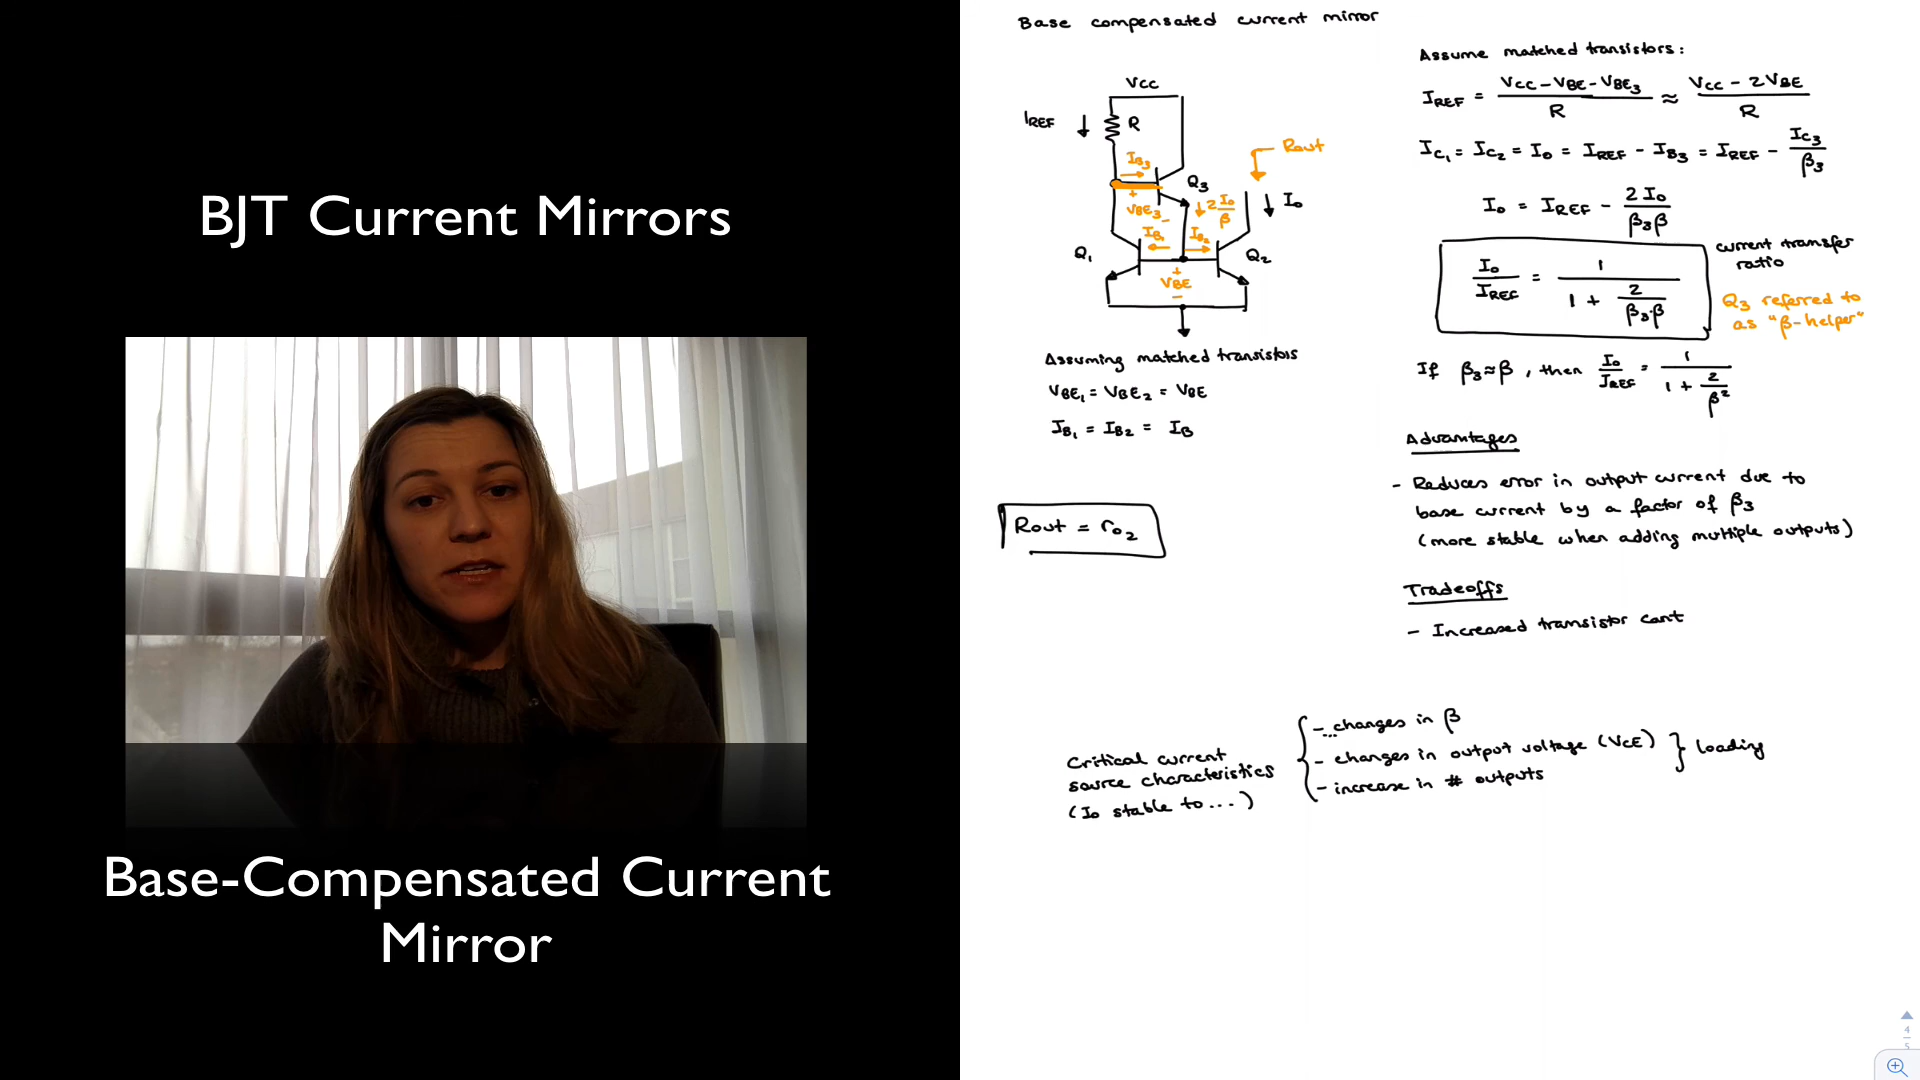 BJT Current Mirrors
Base-Compensated Current
Mirror
Base compensated current mirror
Vcc
IREF ↓
R
IB3
→
+
VBE3
-
Q3
↓ 2Io/β
Rout
↓ Io
IB1
←
IB2
→
Q1
Q2
+
VBE
-
Assuming matched transistors
VBE1 = VBE2 = VBE
IB1 = IB2 = IB
Rout = ro2
Assume matched transistors:
IREF = (Vcc - VBE - VBE3)/R ≈ (Vcc - 2VBE)/R
Ic1 = Ic2 = Io = IREF - IB3 = IREF - Ic3/β3
Io = IREF - 2Io/β3β
Io/IREF = 1/(1 + 2/(β3·β))
current transfer
ratio
Q3 referred to
as "β-helper"
If β3≈β, then Io/IREF = 1/(1 + 2/β²)
Advantages
- Reduces error in output current due to
base current by a factor of β3
(more stable when adding multiple outputs)
Tradeoffs
- Increased transistor cont
Critical current
source characteristics
(Io stable to...)
- changes in β
- changes in output voltage (VCE)
- increase in # outputs
} loading
4
5